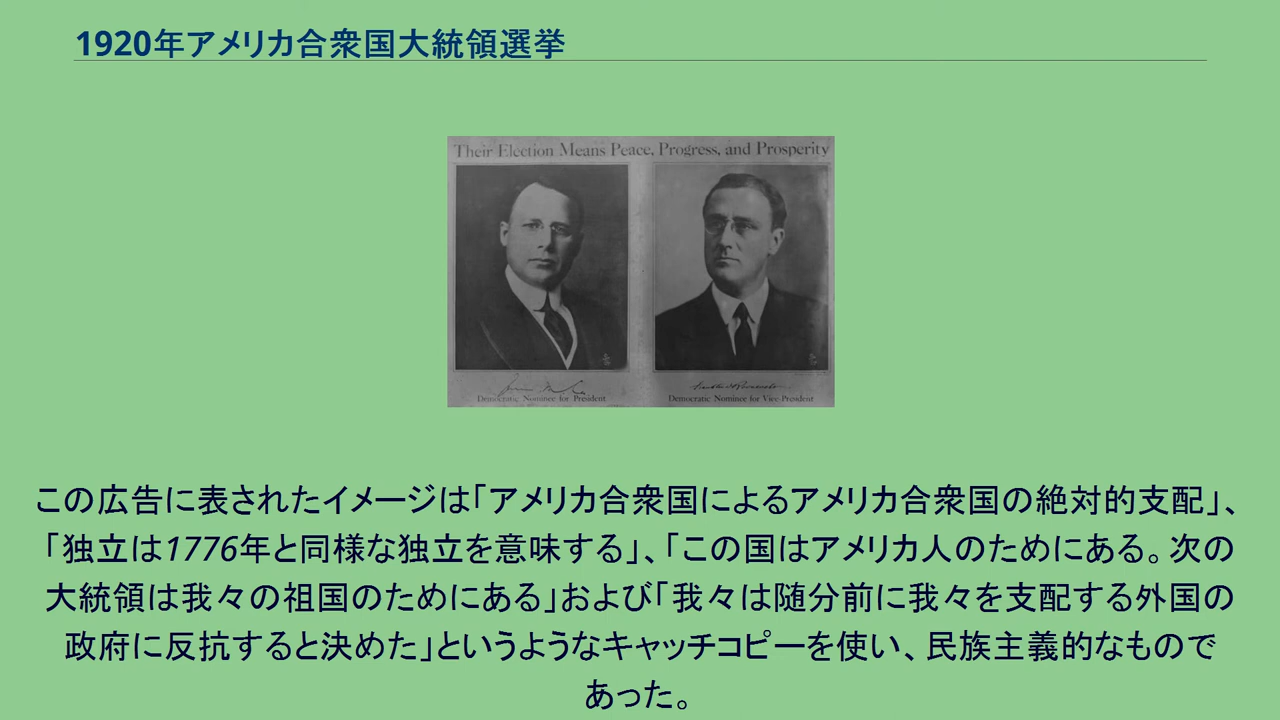 1920年アメリカ合衆国大統領選挙
Their Election Means Peace, Progress, and Prosperity
Democratic Nominee for President
Democratic Nominee for Vice-President
この広告に表されたイメージは「アメリカ合衆国によるアメリカ合衆国の絶対的支配」、
「独立は1776年と同様な独立を意味する」、「この国はアメリカ人のためにある。次の
大統領は我々の祖国のためにある」および「我々は随分前に我々を支配する外国の
政府に反抗すると決めた」というようなキャッチコピーを使い、民族主義的なもので
あった。